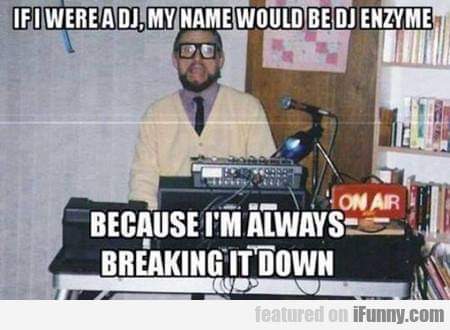 IF I WERE A DJ, MY NAME WOULD BE DJ ENZYME
ON AIR
BECAUSE I'M ALWAYS
BREAKING IT DOWN
featured on iFunny.com